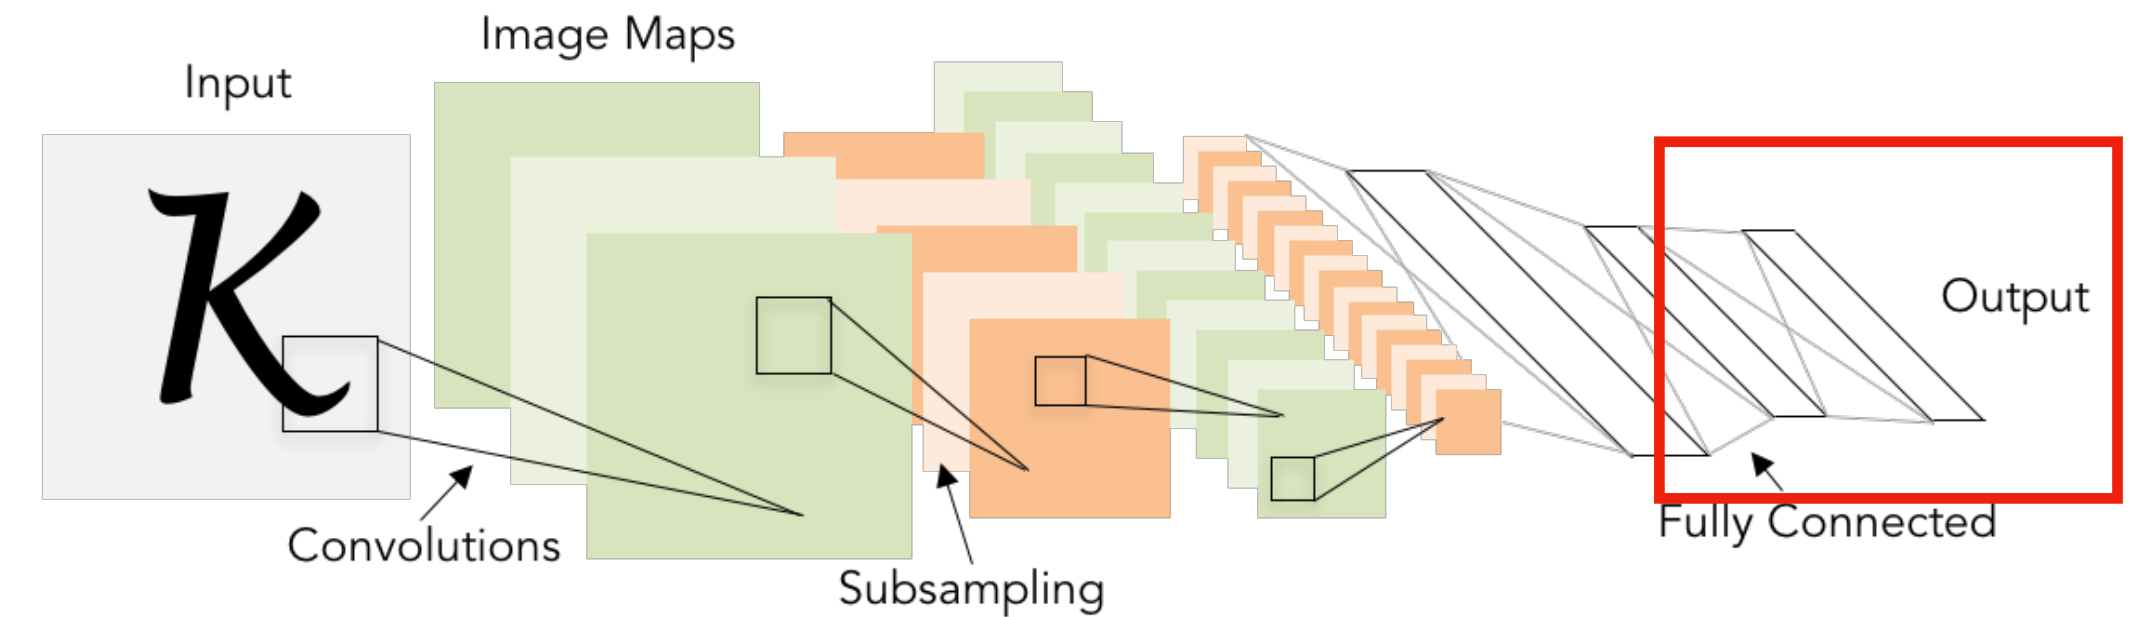 Image Maps
Input
K
Output
Convolutions
Fully Connected
Subsampling